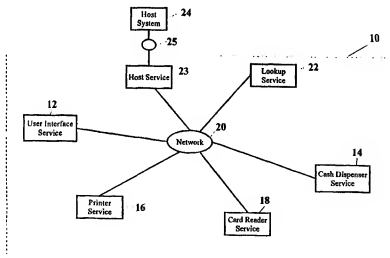 Host
System
24
25
10
Host Service
23
Lookup
Service
22
12
User Interface
Service
20
Network
14
Cash Dispenser
Service
Printer
Service
16
18
Card Reader
Service